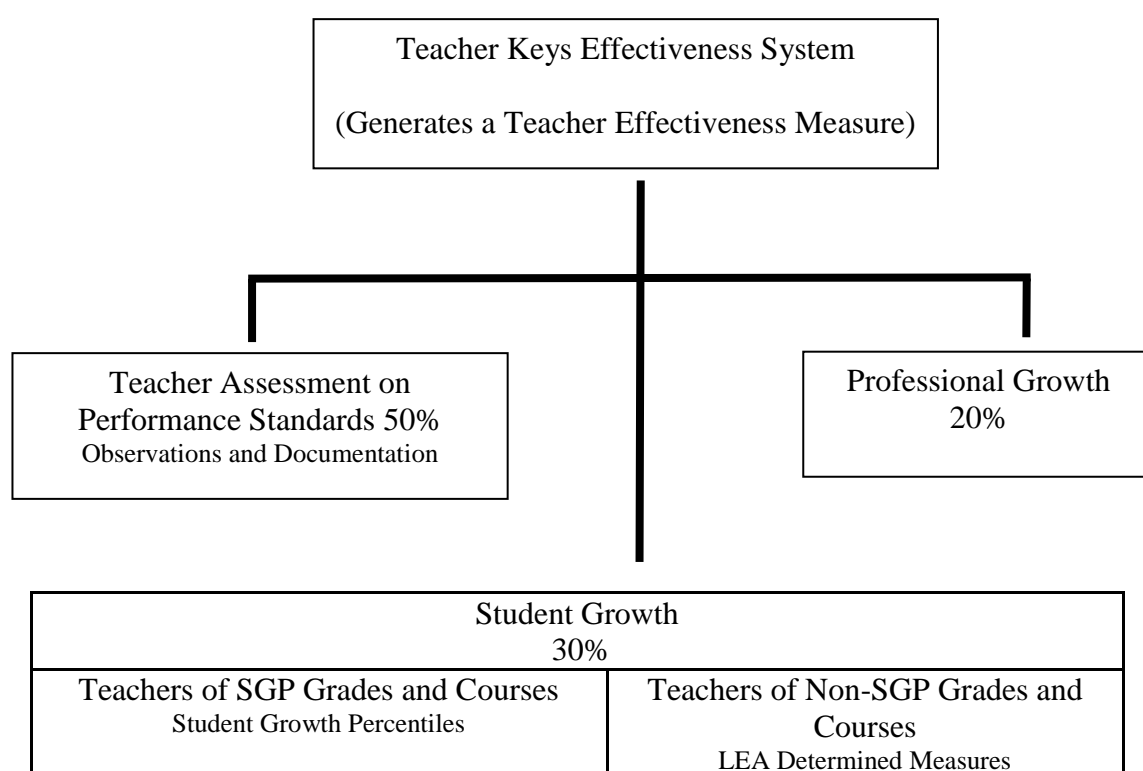 Teacher Keys Effectiveness System
(Generates a Teacher Effectiveness Measure)
Teacher Assessment on
Performance Standards 50%
Observations and Documentation
Professional Growth
20%
Student Growth
30%
Teachers of SGP Grades and Courses
Student Growth Percentiles
Teachers of Non-SGP Grades and
Courses
LEA Determined Measures